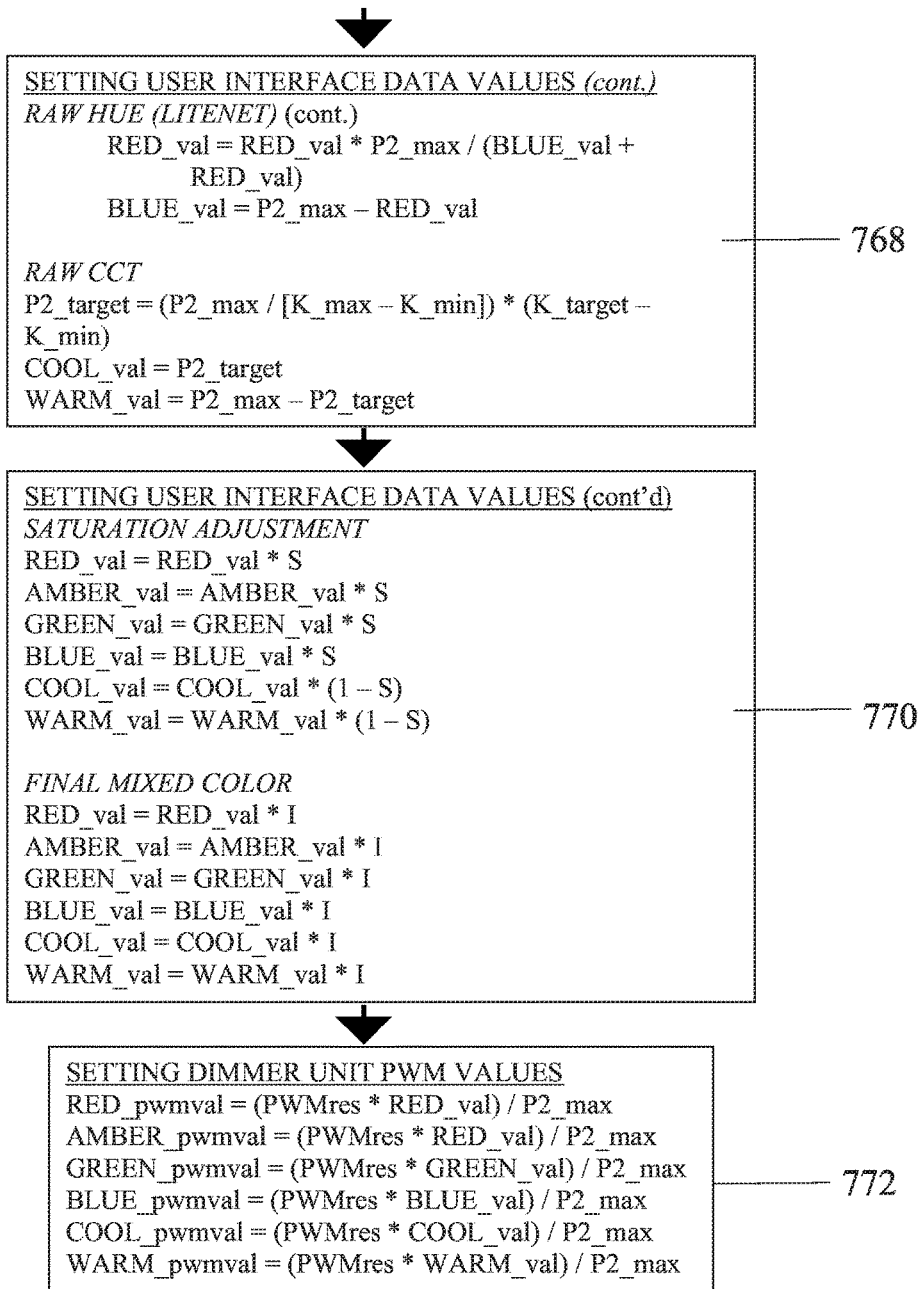 SETTING USER INTERFACE DATA VALUES (cont.)
RAW HUE (LITENET) (cont.)
RED_val = RED_val * P2_max / (BLUE_val +
RED_val)
BLUE_val = P2_max – RED_val
768
RAW CCT
P2_target = (P2_max / [K_max – K_min]) * (K_target –
K_min)
COOL_val = P2_target
WARM_val = P2_max – P2_target
SETTING USER INTERFACE DATA VALUES (cont'd)
SATURATION ADJUSTMENT
RED_val = RED_val * S
AMBER_val = AMBER_val * S
GREEN_val = GREEN_val * S
BLUE_val = BLUE_val * S
COOL_val = COOL_val * (1 – S)
WARM_val = WARM_val * (1 – S)
770
FINAL MIXED COLOR
RED_val = RED_val * I
AMBER_val = AMBER_val * I
GREEN_val = GREEN_val * I
BLUE_val = BLUE_val * I
COOL_val = COOL_val * I
WARM_val = WARM_val * I
SETTING DIMMER UNIT PWM VALUES
RED_pwmval = (PWMres * RED_val) / P2_max
AMBER_pwmval = (PWMres * RED_val) / P2_max
GREEN_pwmval = (PWMres * GREEN_val) / P2_max
BLUE_pwmval = (PWMres * BLUE_val) / P2_max
772
COOL_pwmval = (PWMres * COOL_val) / P2_max
WARM_pwmval = (PWMres * WARM_val) / P2_max